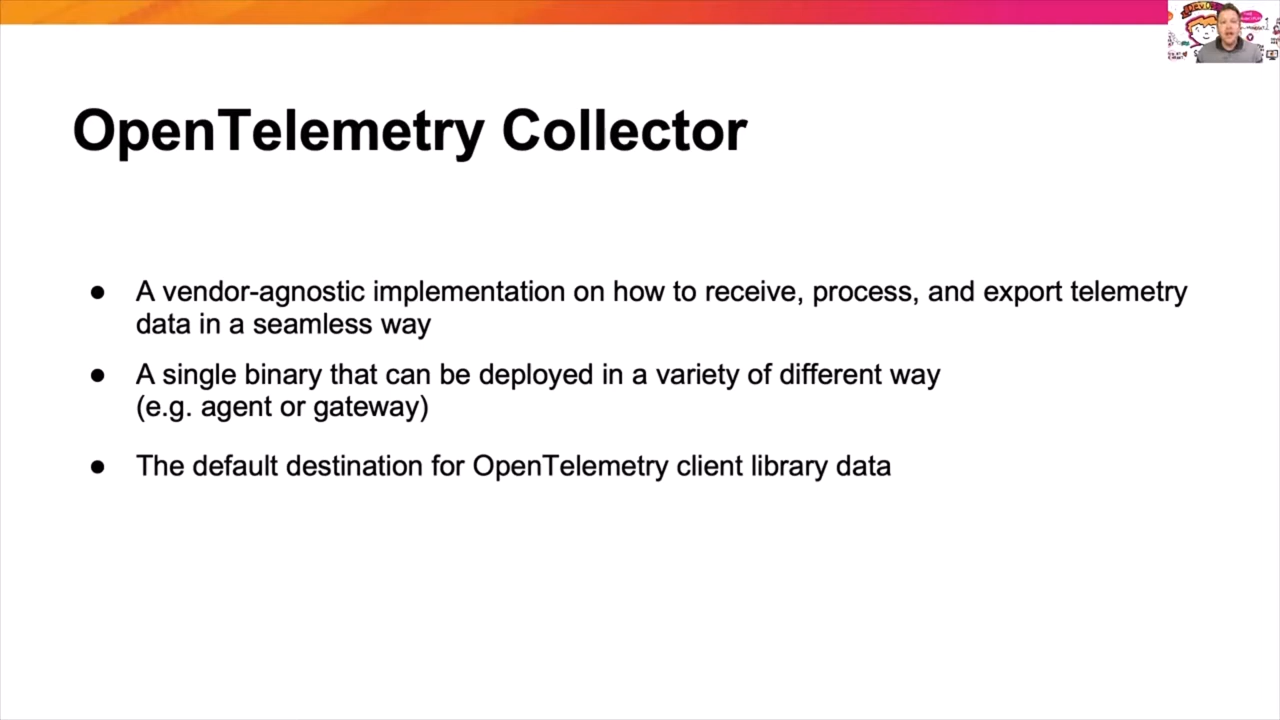 OpenTelemetry Collector
● A vendor-agnostic implementation on how to receive, process, and export telemetry
data in a seamless way
● A single binary that can be deployed in a variety of different way
(e.g. agent or gateway)
● The default destination for OpenTelemetry client library data